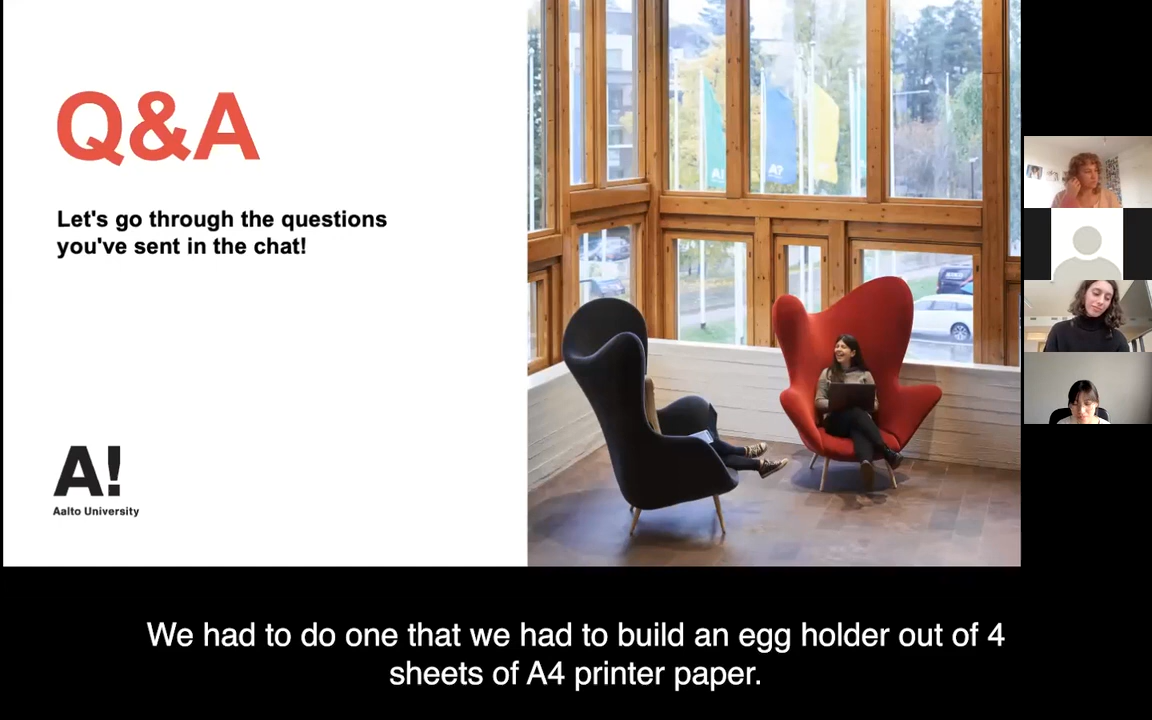 Q&A
Let's go through the questions
you've sent in the chat!
A!
Aalto University
A!
A?
We had to do one that we had to build an egg holder out of 4
sheets of A4 printer paper.